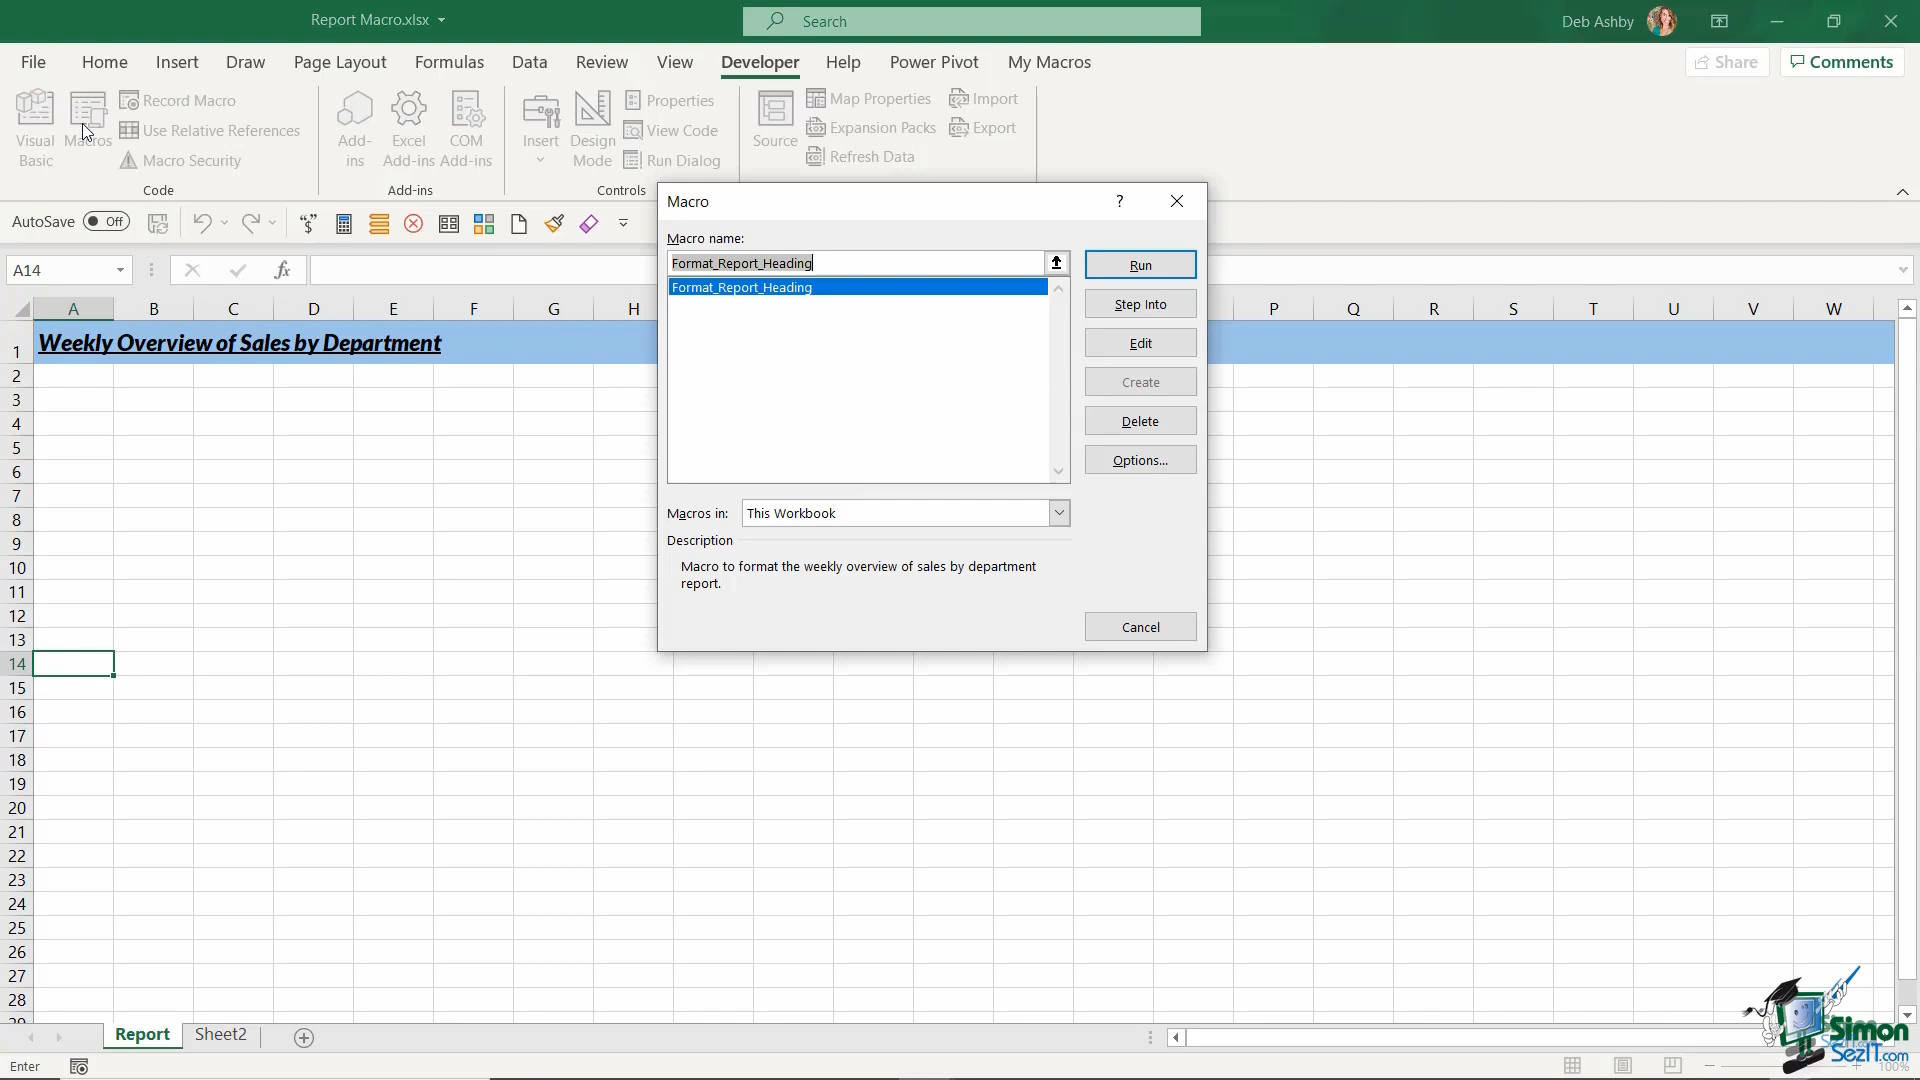 Report Macro.xlsx
Search
Deb Ashby
File Home Insert Draw Page Layout Formulas Data Review View Developer Help Power Pivot My Macros
Share
Comments
Visual Basic
Macros
Record Macro
Use Relative References
Macro Security
Code
Add-ins
Excel Add-ins
COM Add-ins
Add-ins
Insert
Design Mode
Properties
View Code
Run Dialog
Controls
Source
Map Properties
Expansion Packs
Refresh Data
Import
Export
AutoSave Off
A14
fx
A B C D E F G H P Q R S T U V W
1 Weekly Overview of Sales by Department
2
3
4
5
6
7
8
9
10
11
12
13
14
15
16
17
18
19
20
21
22
23
24
25
26
27
28
29
Macro
?
Macro name:
Format_Report_Heading
Format_Report_Heading
Run
Step Into
Edit
Create
Delete
Options...
Macros in: This Workbook
Description
Macro to format the weekly overview of sales by department
report.
Cancel
Report Sheet2
Enter
100%
Simon
SezIT.com